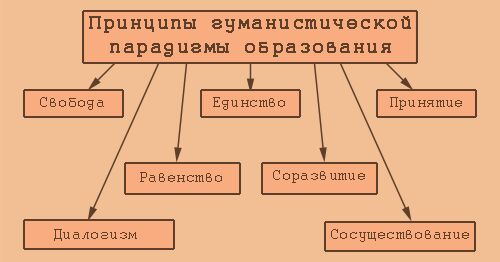 Принципы гуманистической
парадигмы образования
Свобода
Единство
Принятие
Равенство
Соразвитие
Диалогизм
Сосуществование